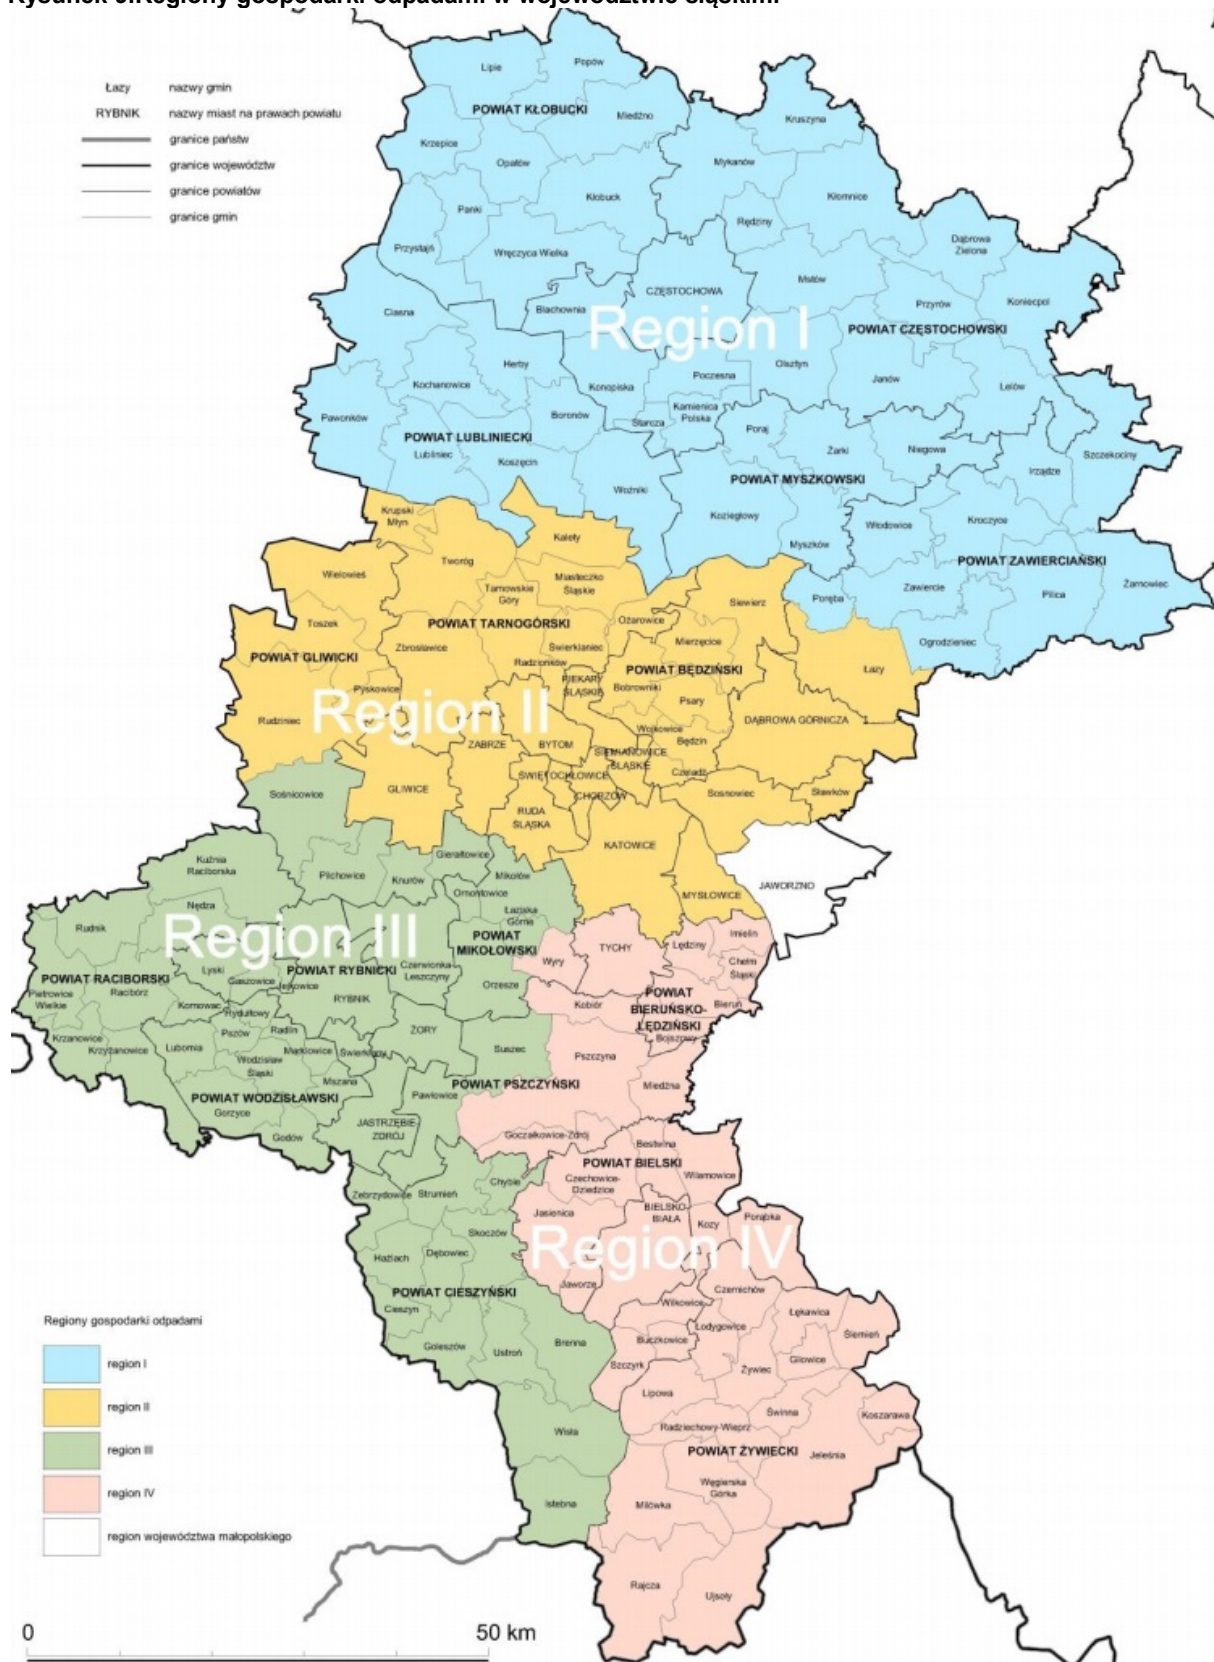 Łazy nazwy gmin
RYBNIK nazwy miast na prawach powiatu
granice państw
granice województw
granice powiatów
granice gmin
Lipie
Popów
POWIAT KŁOBUCKI
Miedźno
Kruszyna
Krzepice
Opatów
Mykanów
Kłobuck
Kłomnice
Panki
Rędziny
Przystajń
Wręczyca Wielka
Dąbrowa
Zielona
Mstów
CZĘSTOCHOWA
Koniecpol
Przyrów
Blachownia
Ciasna
Region I
POWIAT CZĘSTOCHOWSKI
Herby
Olsztyn
Poczesna
Janów
Lelów
Kochanowice
Konopiska
Kamienica
Polska
Boronów
Starcza
Pawonków
Poraj
POWIAT LUBLINIECKI
Lubliniec
Żarki
Niegowa
Szczekociny
Koszęcin
Irządze
POWIAT MYSZKOWSKI
Woźniki
Koziegłowy
Włodowice
Kroczyce
Krupski
Młyn
Kalety
Myszków
POWIAT ZAWIERCIAŃSKI
Tworóg
Wielowieś
Miasteczko
Śląskie
Tarnowskie
Góry
Zawiercie
Żarnowiec
Pilica
Poręba
Siewierz
Toszek
POWIAT TARNOGÓRSKI
Ożarowice
Mierzęcice
Ogrodzieniec
Zbrosławice
Świerklaniec
POWIAT GLIWICKI
Radzionków
POWIAT BĘDZIŃSKI
Łazy
PIEKARY
ŚLĄSKIE
Bobrowniki
Pyskowice
Psary
Region II
Rudziniec
DĄBROWA GÓRNICZA
Wojkowice
Będzin
ZABRZE
BYTOM
SIEMIANOWICE
ŚLĄSKIE
ŚWIĘTOCHŁOWICE
Czeladź
GLIWICE
CHORZÓW
Sosnowiec
Sławków
Sośnicowice
RUDA
ŚLĄSKA
KATOWICE
Gierałtowice
Kuźnia
Raciborska
Pilchowice
Knurów
Mikołów
Ornontowice
JAWORZNO
MYSŁOWICE
Nędza
Łaziska
Górne
Rudnik
Region III
POWIAT
MIKOŁOWSKI
TYCHY
Lędziny
Imielin
Wyry
Chełm
Śląski
POWIAT RACIBORSKI
Lyski
POWIAT RYBNICKI
Czerwionka-
Leszczyny
Gaszowice
Jejkowice
Orzesze
Pietrowice
Wielkie
Racibórz
RYBNIK
POWIAT
BIERUŃSKO-
LĘDZIŃSKI
Kornowac
Rydułtowy
Kobiór
Bieruń
Krzanowice
Pszów
Radlin
ŻORY
Bojszowy
Krzyżanowice
Lubomia
Marklowice
Świerklany
Suszec
Wodzisław
Śląski
Pszczyna
Mszana
POWIAT PSZCZYŃSKI
Miedźna
POWIAT WODZISŁAWSKI
Pawłowice
Gorzyce
JASTRZĘBIE-
ZDRÓJ
Godów
Goczałkowice-Zdrój
Bestwina
POWIAT BIELSKI
Czechowice-
Dziedzice
Wilamowice
Chybie
Zebrzydowice
Strumień
Jasienica
BIELSKO-
BIAŁA
Kozy
Porąbka
Skoczów
Region IV
Hażlach
Dębowiec
Jaworze
POWIAT CIESZYŃSKI
Czernichów
Wilkowice
Cieszyn
Łękawica
Łodygowice
Ślemień
Regiony gospodarki odpadami
Goleszów
Ustroń
Brenna
Buczkowice
Gilowice
region I
Szczyrk
Żywiec
Lipowa
region II
Świnna
Koszarawa
Wisła
Radziechowy-Wieprz
region III
POWIAT ŻYWIECKI
Jeleśnia
Węgierska
Górka
region IV
Istebna
Milówka
region województwa małopolskiego
Rajcza
Ujsoły
0 50 km